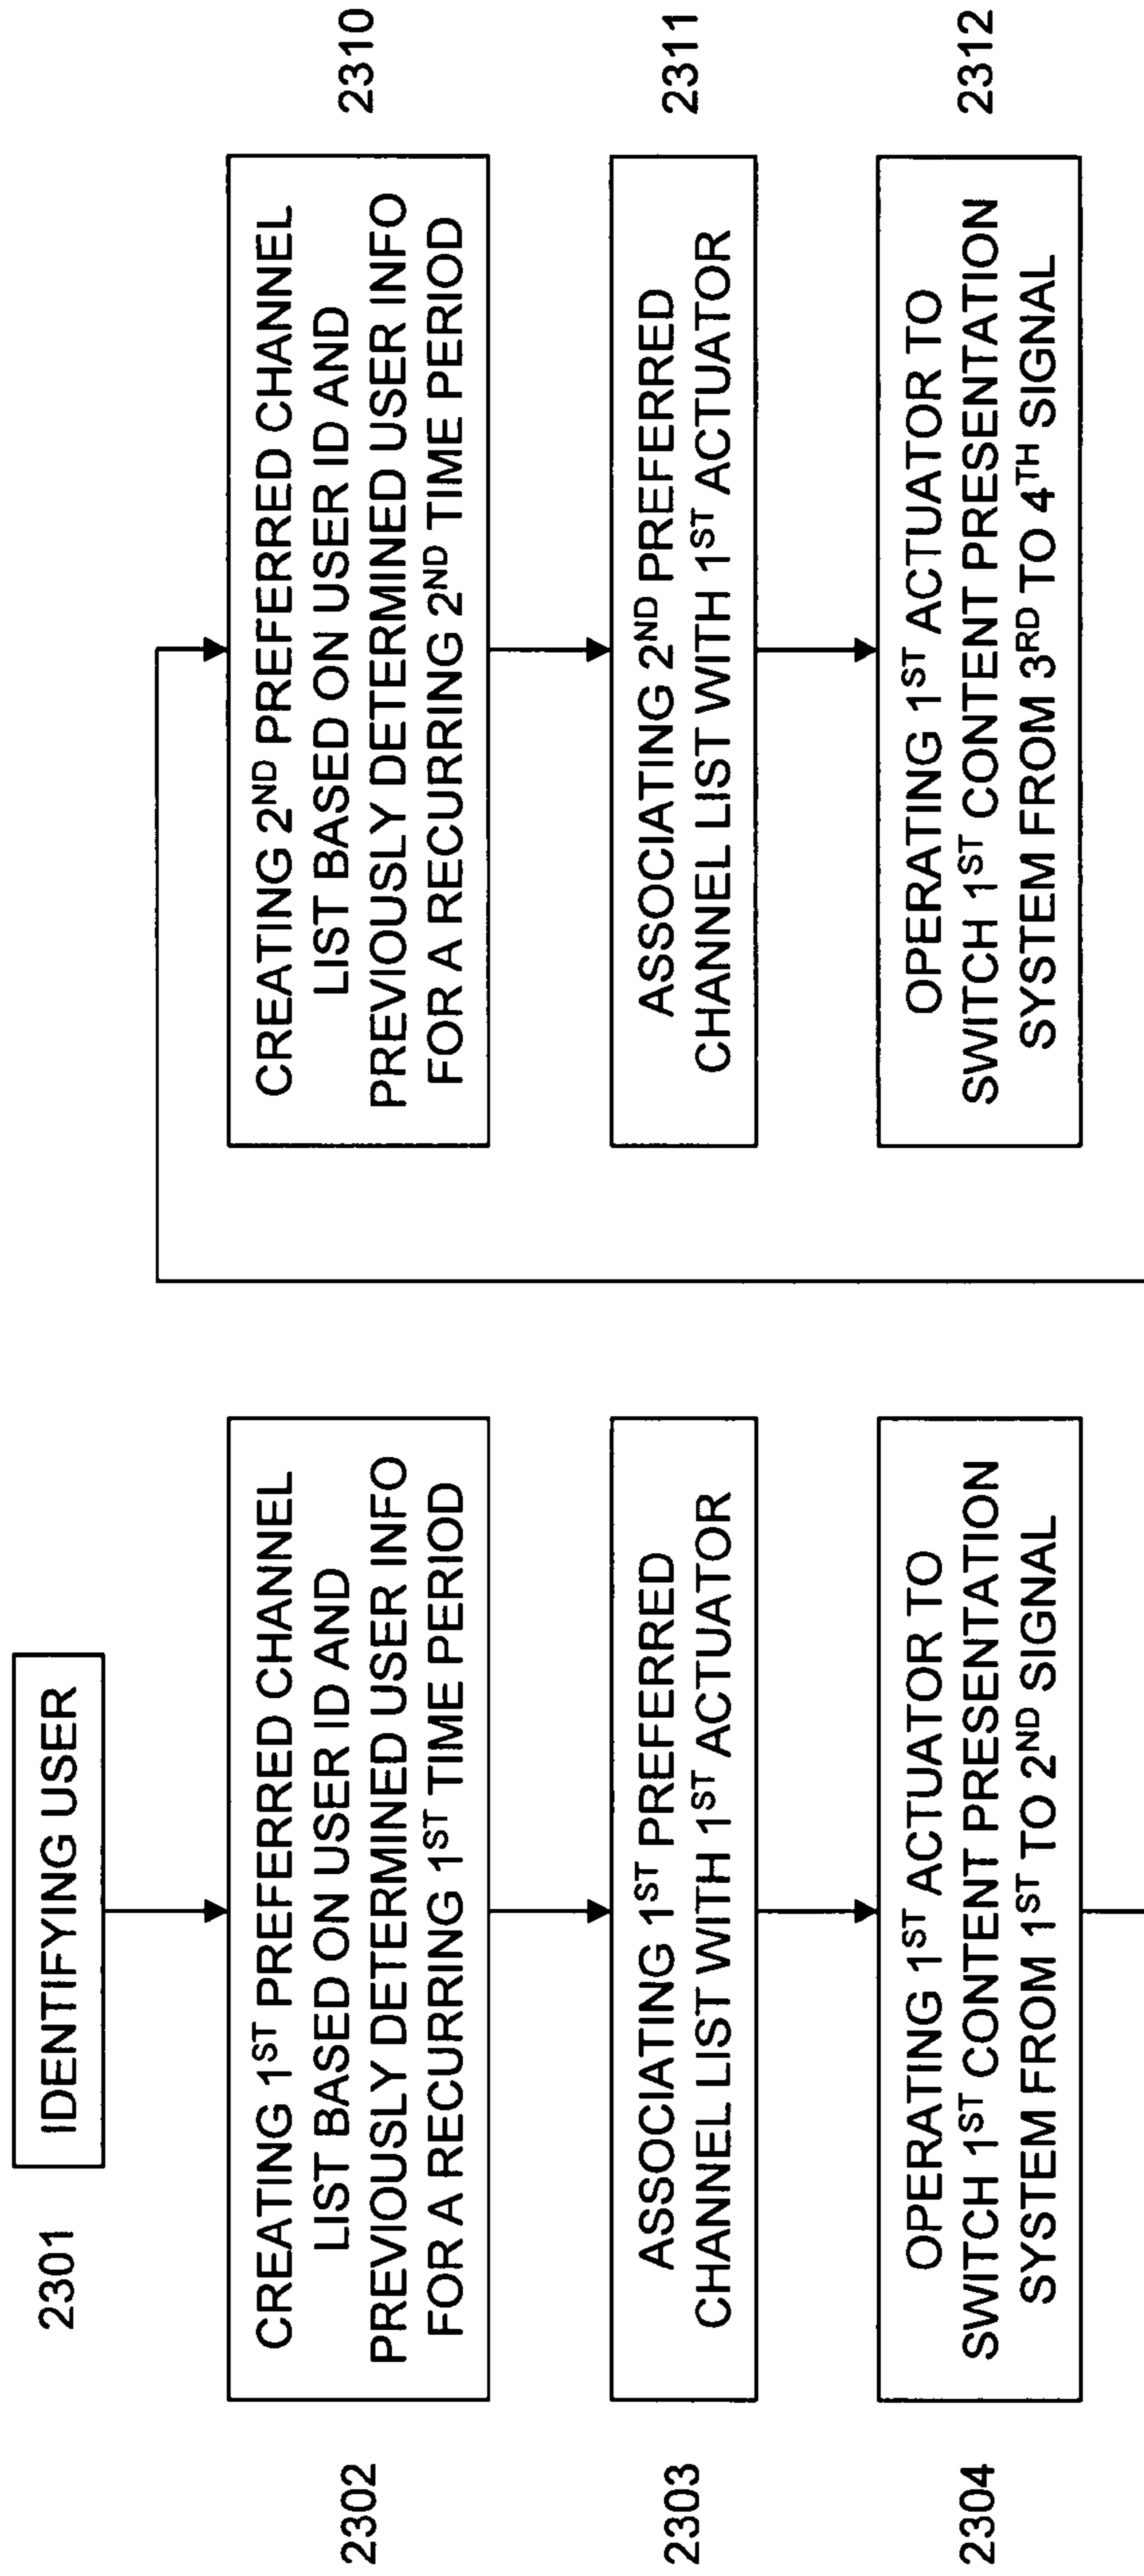 2301
IDENTIFYING USER
2302
CREATING 1ST PREFERRED CHANNEL
LIST BASED ON USER ID AND
PREVIOUSLY DETERMINED USER INFO
FOR A RECURRING 1ST TIME PERIOD
2303
ASSOCIATING 1ST PREFERRED
CHANNEL LIST WITH 1ST ACTUATOR
2304
OPERATING 1ST ACTUATOR TO
SWITCH 1ST CONTENT PRESENTATION
SYSTEM FROM 1ST TO 2ND SIGNAL
CREATING 2ND PREFERRED CHANNEL
LIST BASED ON USER ID AND
PREVIOUSLY DETERMINED USER INFO
FOR A RECURRING 2ND TIME PERIOD
2310
ASSOCIATING 2ND PREFERRED
CHANNEL LIST WITH 1ST ACTUATOR
2311
OPERATING 1ST ACTUATOR TO
SWITCH 1ST CONTENT PRESENTATION
SYSTEM FROM 3RD TO 4TH SIGNAL
2312